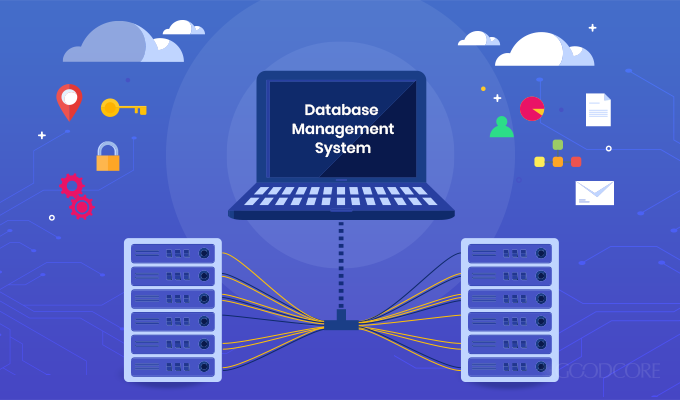 Database
Management
System
GOODCORE